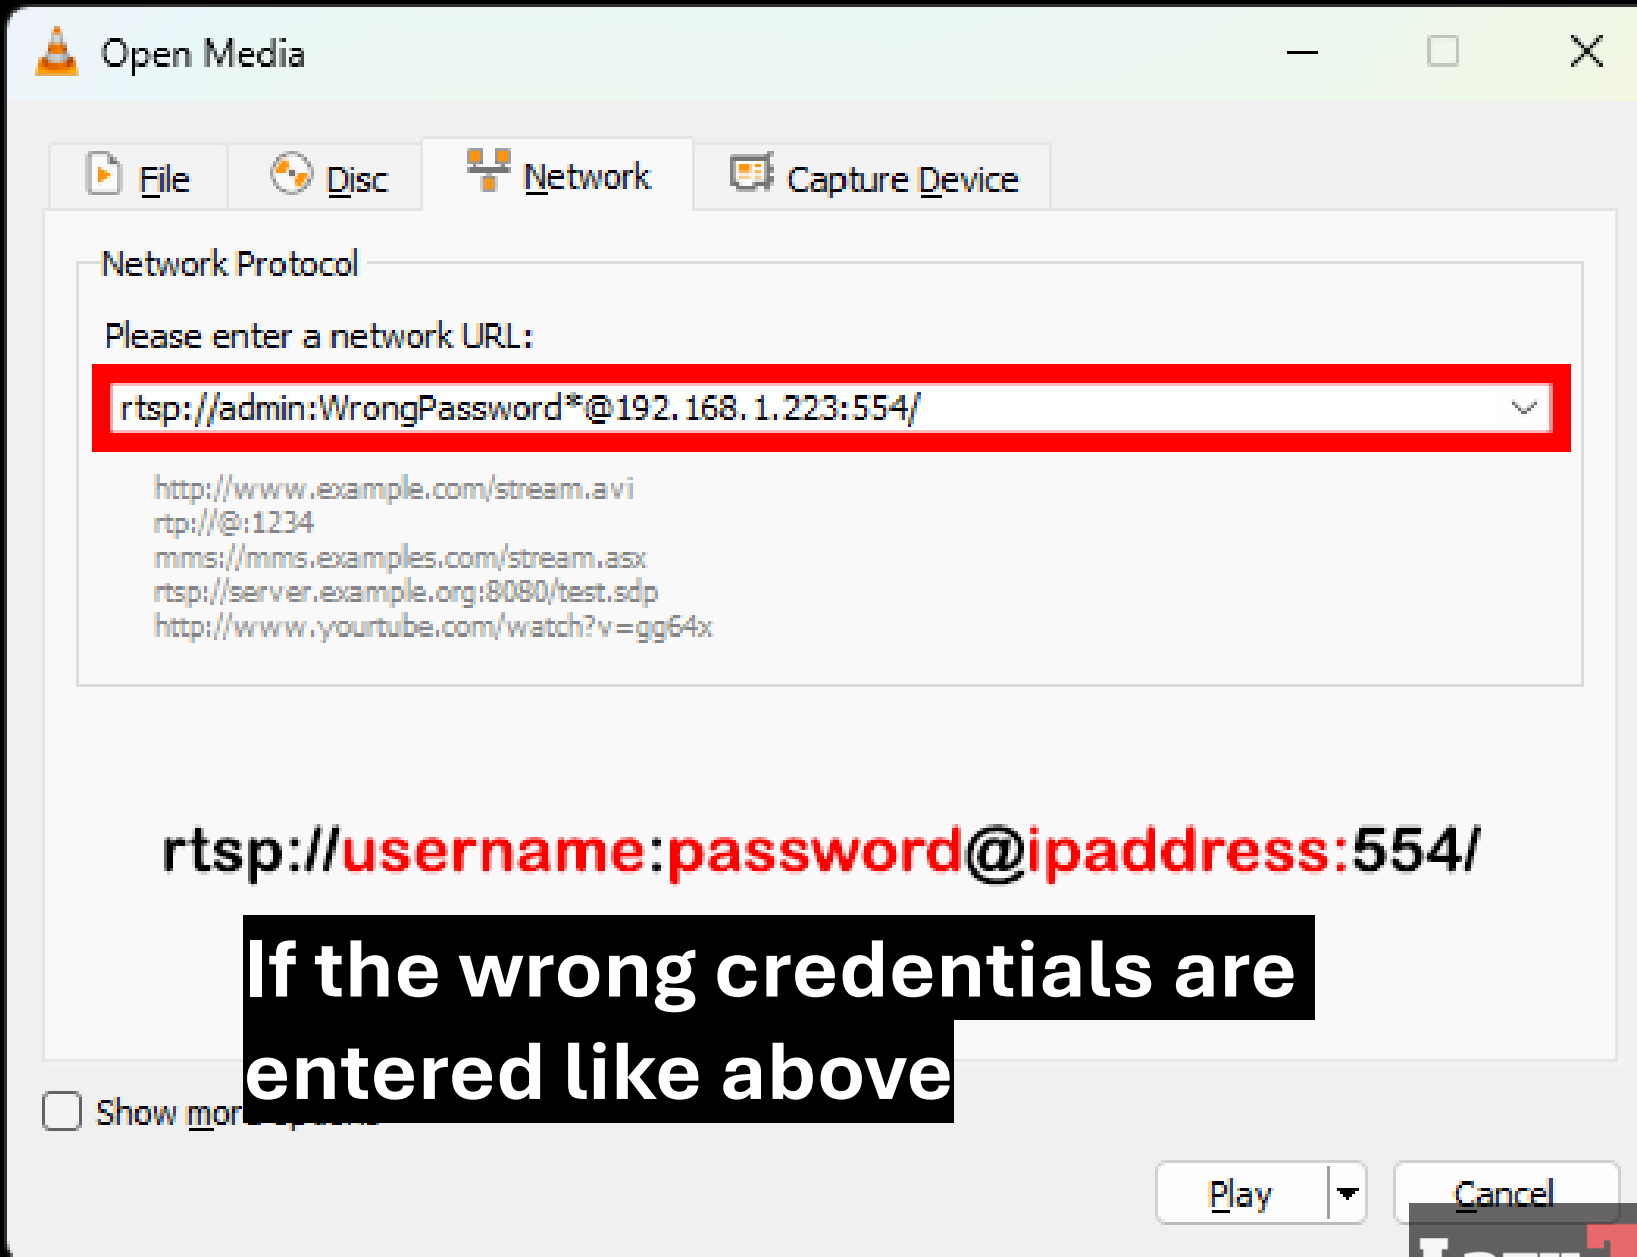 Open Media
File
Disc
Network
Capture Device
Network Protocol
Please enter a network URL:
rtsp://admin:WrongPassword*@192.168.1.223:554/
http://www.example.com/stream.avi
rtp://@:1234
mms://mms.examples.com/stream.asx
rtsp://server.example.org:8080/test.sdp
http://www.yourtube.com/watch?v=gg64x
rtsp://username:password@ipaddress:554/
If the wrong credentials are
entered like above
Show more options
Play
Cancel